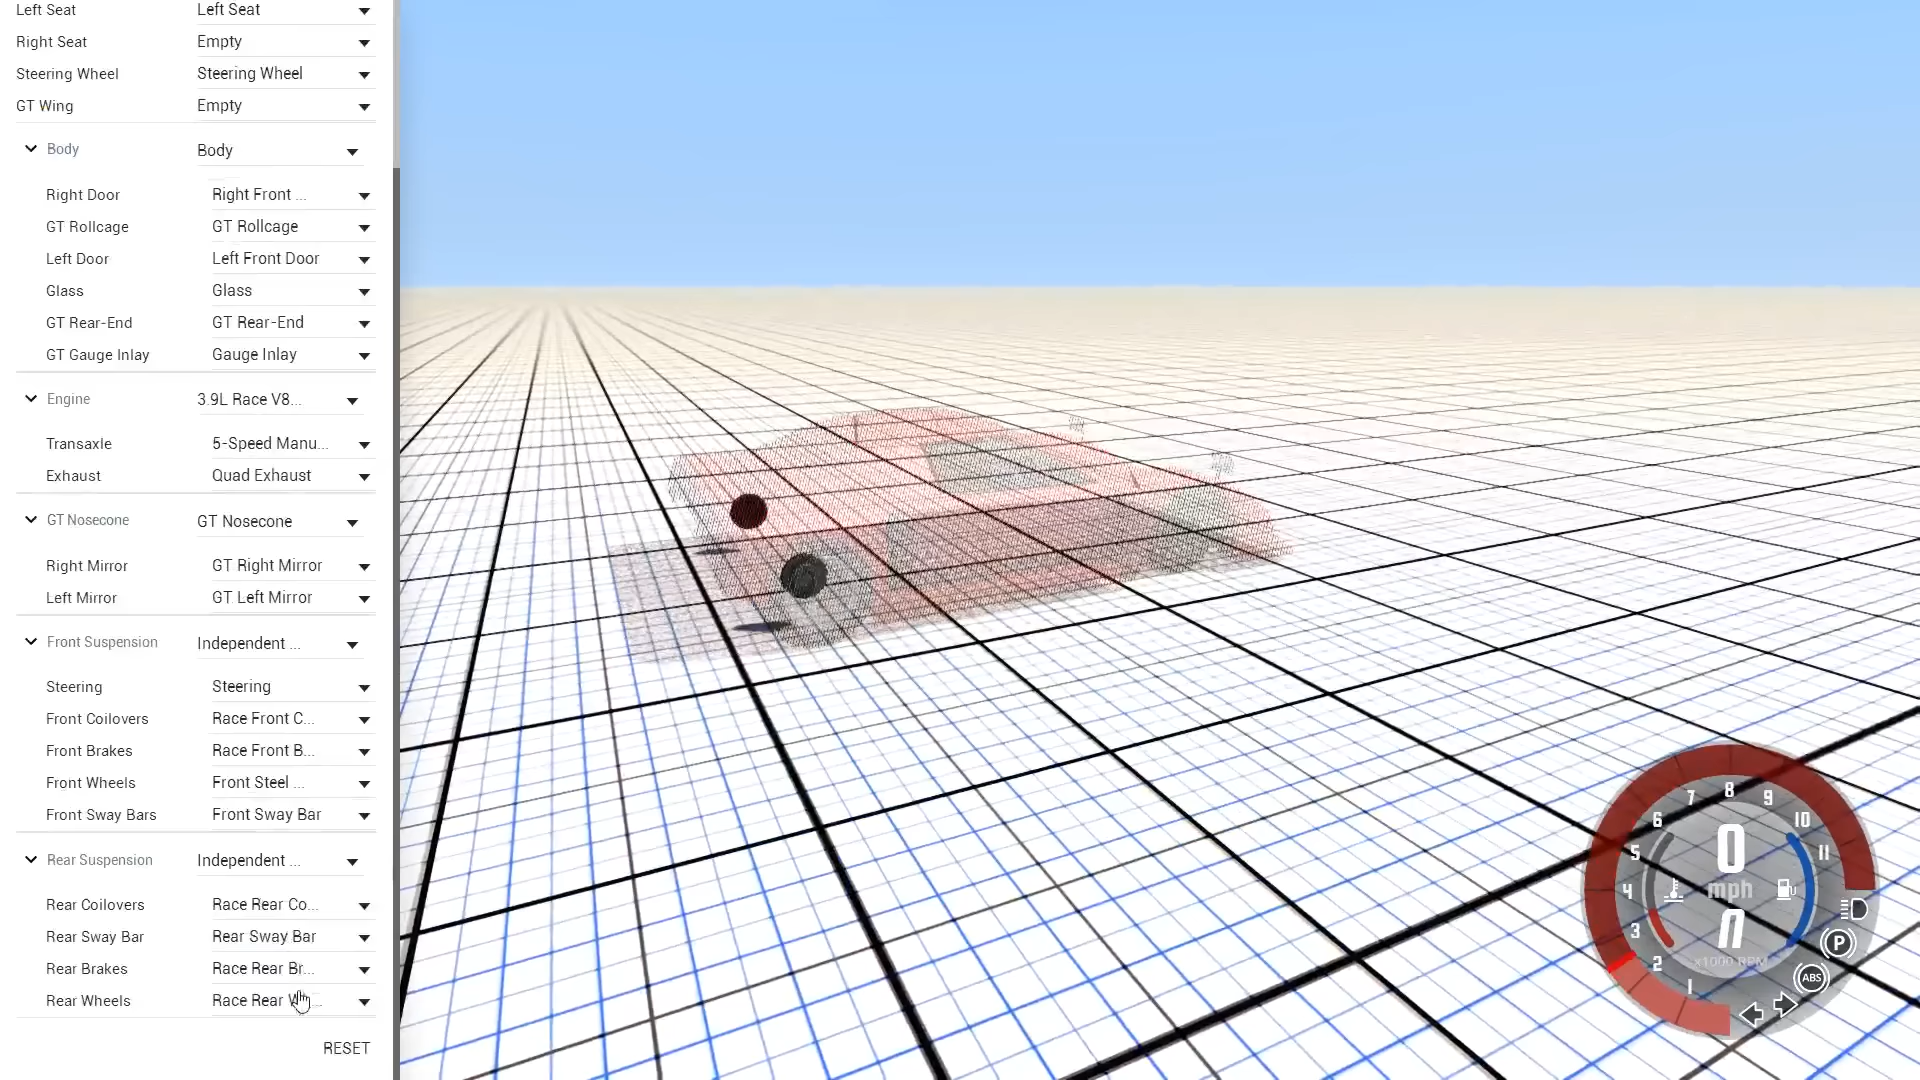 Left Seat Left Seat
Right Seat Empty
Steering Wheel Steering Wheel
GT Wing Empty
Body Body
Right Door Right Front ...
GT Rollcage GT Rollcage
Left Door Left Front Door
Glass Glass
GT Rear-End GT Rear-End
GT Gauge Inlay Gauge Inlay
Engine 3.9L Race V8...
Transaxle 5-Speed Manu...
Exhaust Quad Exhaust
GT Nosecone GT Nosecone
Right Mirror GT Right Mirror
Left Mirror GT Left Mirror
Front Suspension Independent ...
Steering Steering
Front Coilovers Race Front C...
Front Brakes Race Front B...
Front Wheels Front Steel ...
Front Sway Bars Front Sway Bar
Rear Suspension Independent ...
Rear Coilovers Race Rear Co...
Rear Sway Bar Rear Sway Bar
Rear Brakes Race Rear Br...
Rear Wheels Race Rear
RESET
1
2
3
4
5
6
7
8
9
10
11
0
mph
x1000 RPM
P
ABS